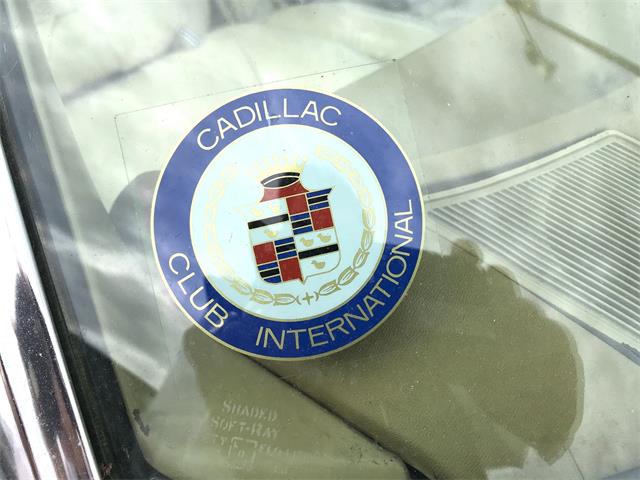 CADILLAC
CLUB INTERNATIONAL
SHADED
SOFT-RAY